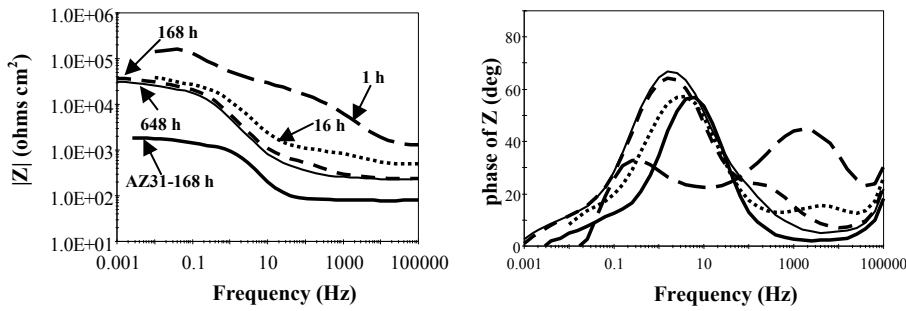 |Z| (ohms cm²)
1.0E+06
1.0E+05
1.0E+04
1.0E+03
1.0E+02
1.0E+01
168 h
1 h
16 h
648 h
AZ31-168 h
0.001 0.1 10 1000 100000
Frequency (Hz)
phase of Z (deg)
80
60
40
20
0
0.001 0.1 10 1000 100000
Frequency (Hz)